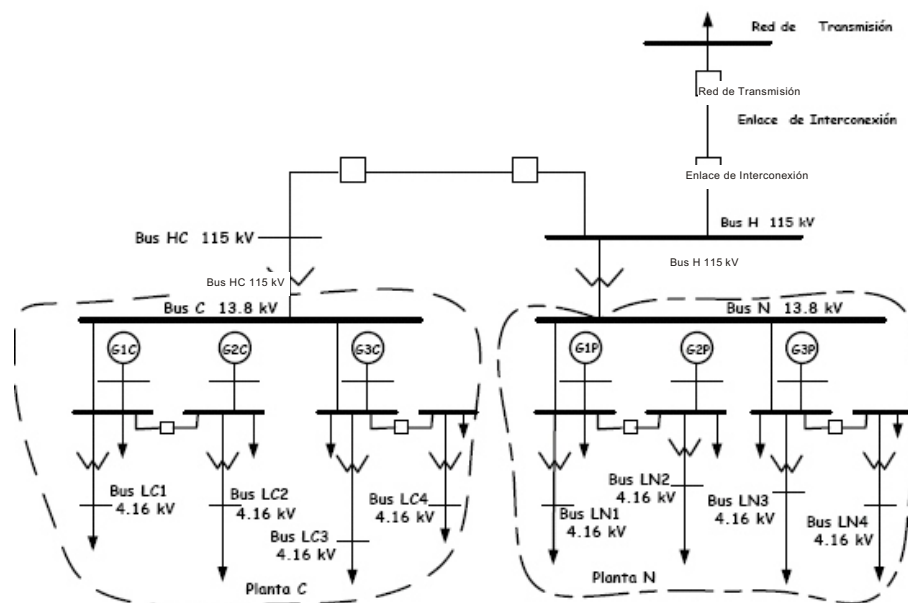 Red de Transmisión
Red de Transmisión
Enlace de Interconexión
Enlace de Interconexión
Bus H 115 kV
Bus HC 115 kV
Bus H 115 kV
Bus HC 115 kV
Bus C 13.8 kV
Bus N 13.8 kV
G1C
G2C
G3C
G1P
G2P
G3P
Bus LC1
4.16 kV
Bus LC2
4.16 kV
Bus LC3
4.16 kV
Bus LC4
4.16 kV
Bus LN1
4.16 kV
Bus LN2
4.16 kV
Bus LN3
4.16 kV
Bus LN4
4.16 kV
Planta C
Planta N